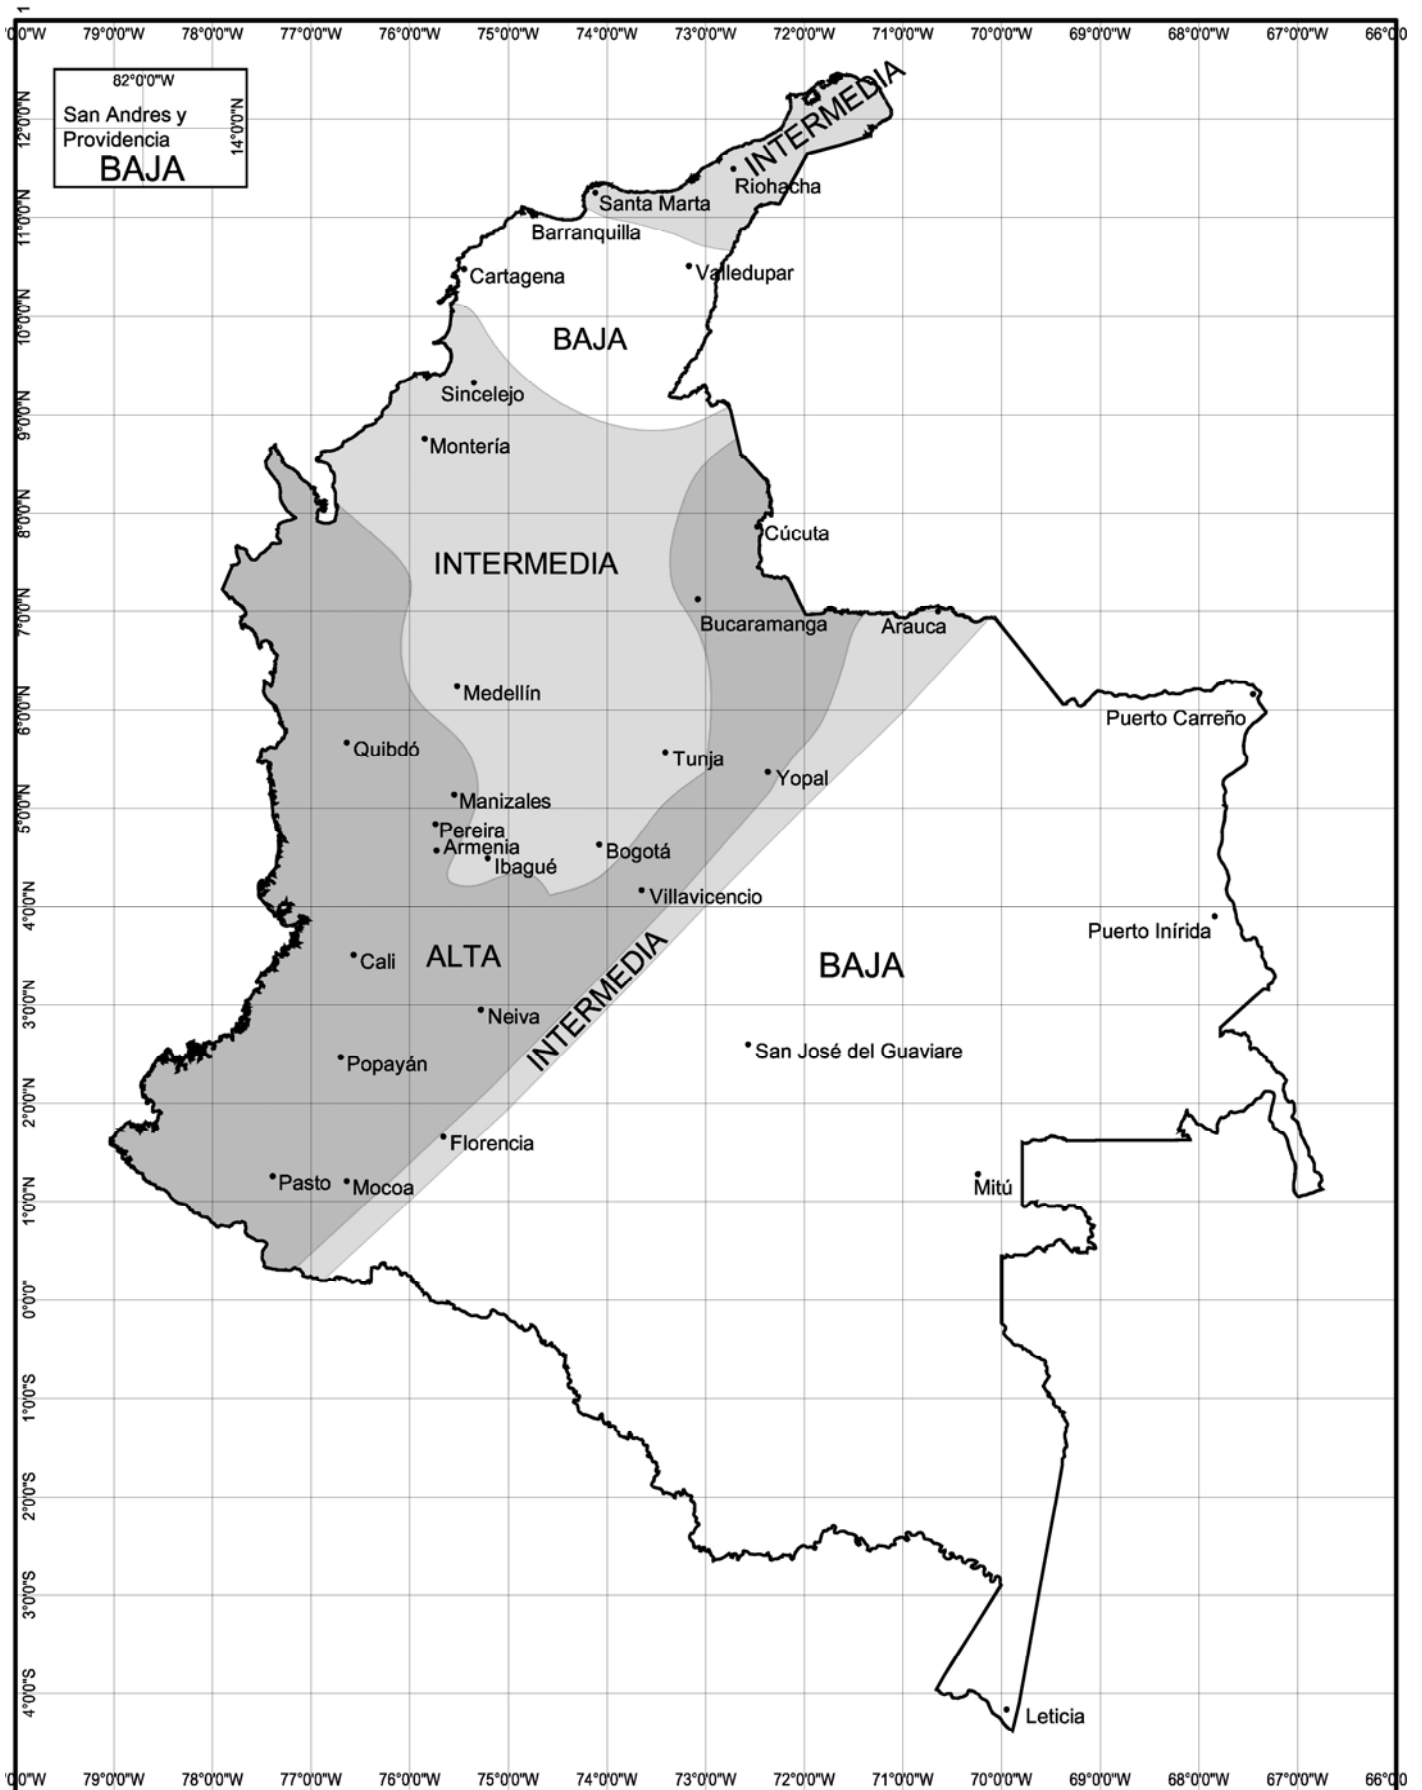 1
0'0"W 79°0'0"W 78°0'0"W 77°0'0"W 76°0'0"W 75°0'0"W 74°0'0"W 73°0'0"W 72°0'0"W 71°0'0"W 70°0'0"W 69°0'0"W 68°0'0"W 67°0'0"W 66°0'0
82°0'0"W
San Andres y
Providencia
BAJA
14°0'0"N
12°0'0"N
INTERMEDIA
Riohacha
Santa Marta
11°0'0"N
Barranquilla
Cartagena
Valledupar
10°0'0"N
BAJA
Sincelejo
9°0'0"N
Montería
8°0'0"N
Cúcuta
INTERMEDIA
7°0'0"N
Bucaramanga
Arauca
Medellín
6°0'0"N
Puerto Carreño
Quibdó
Tunja
Yopal
Manizales
5°0'0"N
Pereira
Armenia
Ibagué
Bogotá
Villavicencio
4°0'0"N
Puerto Inírida
ALTA
Cali
BAJA
INTERMEDIA
3°0'0"N
Neiva
San José del Guaviare
Popayán
2°0'0"N
Florencia
Pasto
Mocoa
Mitú
1°0'0"N
0°0'0"
1°0'0"S
2°0'0"S
3°0'0"S
4°0'0"S
Leticia
0'0"W 79°0'0"W 78°0'0"W 77°0'0"W 76°0'0"W 75°0'0"W 74°0'0"W 73°0'0"W 72°0'0"W 71°0'0"W 70°0'0"W 69°0'0"W 68°0'0"W 67°0'0"W 66°0'0